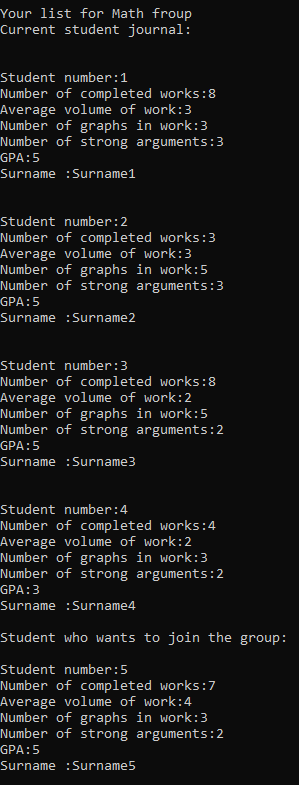 Your list for Math froup
Current student journal:
Student number:1
Number of completed works:8
Average volume of work:3
Number of graphs in work:3
Number of strong arguments:3
GPA:5
Surname :Surname1
Student number:2
Number of completed works:3
Average volume of work:3
Number of graphs in work:5
Number of strong arguments:3
GPA:5
Surname :Surname2
Student number:3
Number of completed works:8
Average volume of work:2
Number of graphs in work:5
Number of strong arguments:2
GPA:5
Surname :Surname3
Student number:4
Number of completed works:4
Average volume of work:2
Number of graphs in work:3
Number of strong arguments:2
GPA:3
Surname :Surname4
Student who wants to join the group:
Student number:5
Number of completed works:7
Average volume of work:4
Number of graphs in work:3
Number of strong arguments:2
GPA:5
Surname :Surname5